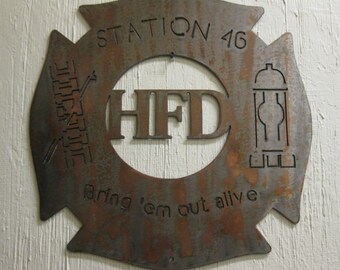 STATION 46
HFD
Bring 'em out alive